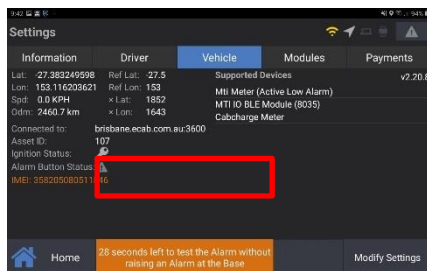 9:42
94%
Settings
Information Driver Vehicle Modules Payments
Lat: -27.383249598 Ref Lat: -27.5 Supported Devices v2.20.8
Lon: 153.116203621 Ref Lon: 153 Mti Meter (Active Low Alarm)
Spd: 0.0 KPH × Lat: 1852 MTI IO BLE Module (8035)
Odm: 2460.7 km × Lon: 1643 Cabcharge Meter
Connected to: brisbane.ecab.com.au:3600
Asset ID: 107
Ignition Status:
Alarm Button Status:
IMEI: 358205080511846
Home
28 seconds left to test the Alarm without
raising an Alarm at the Base
Modify Settings